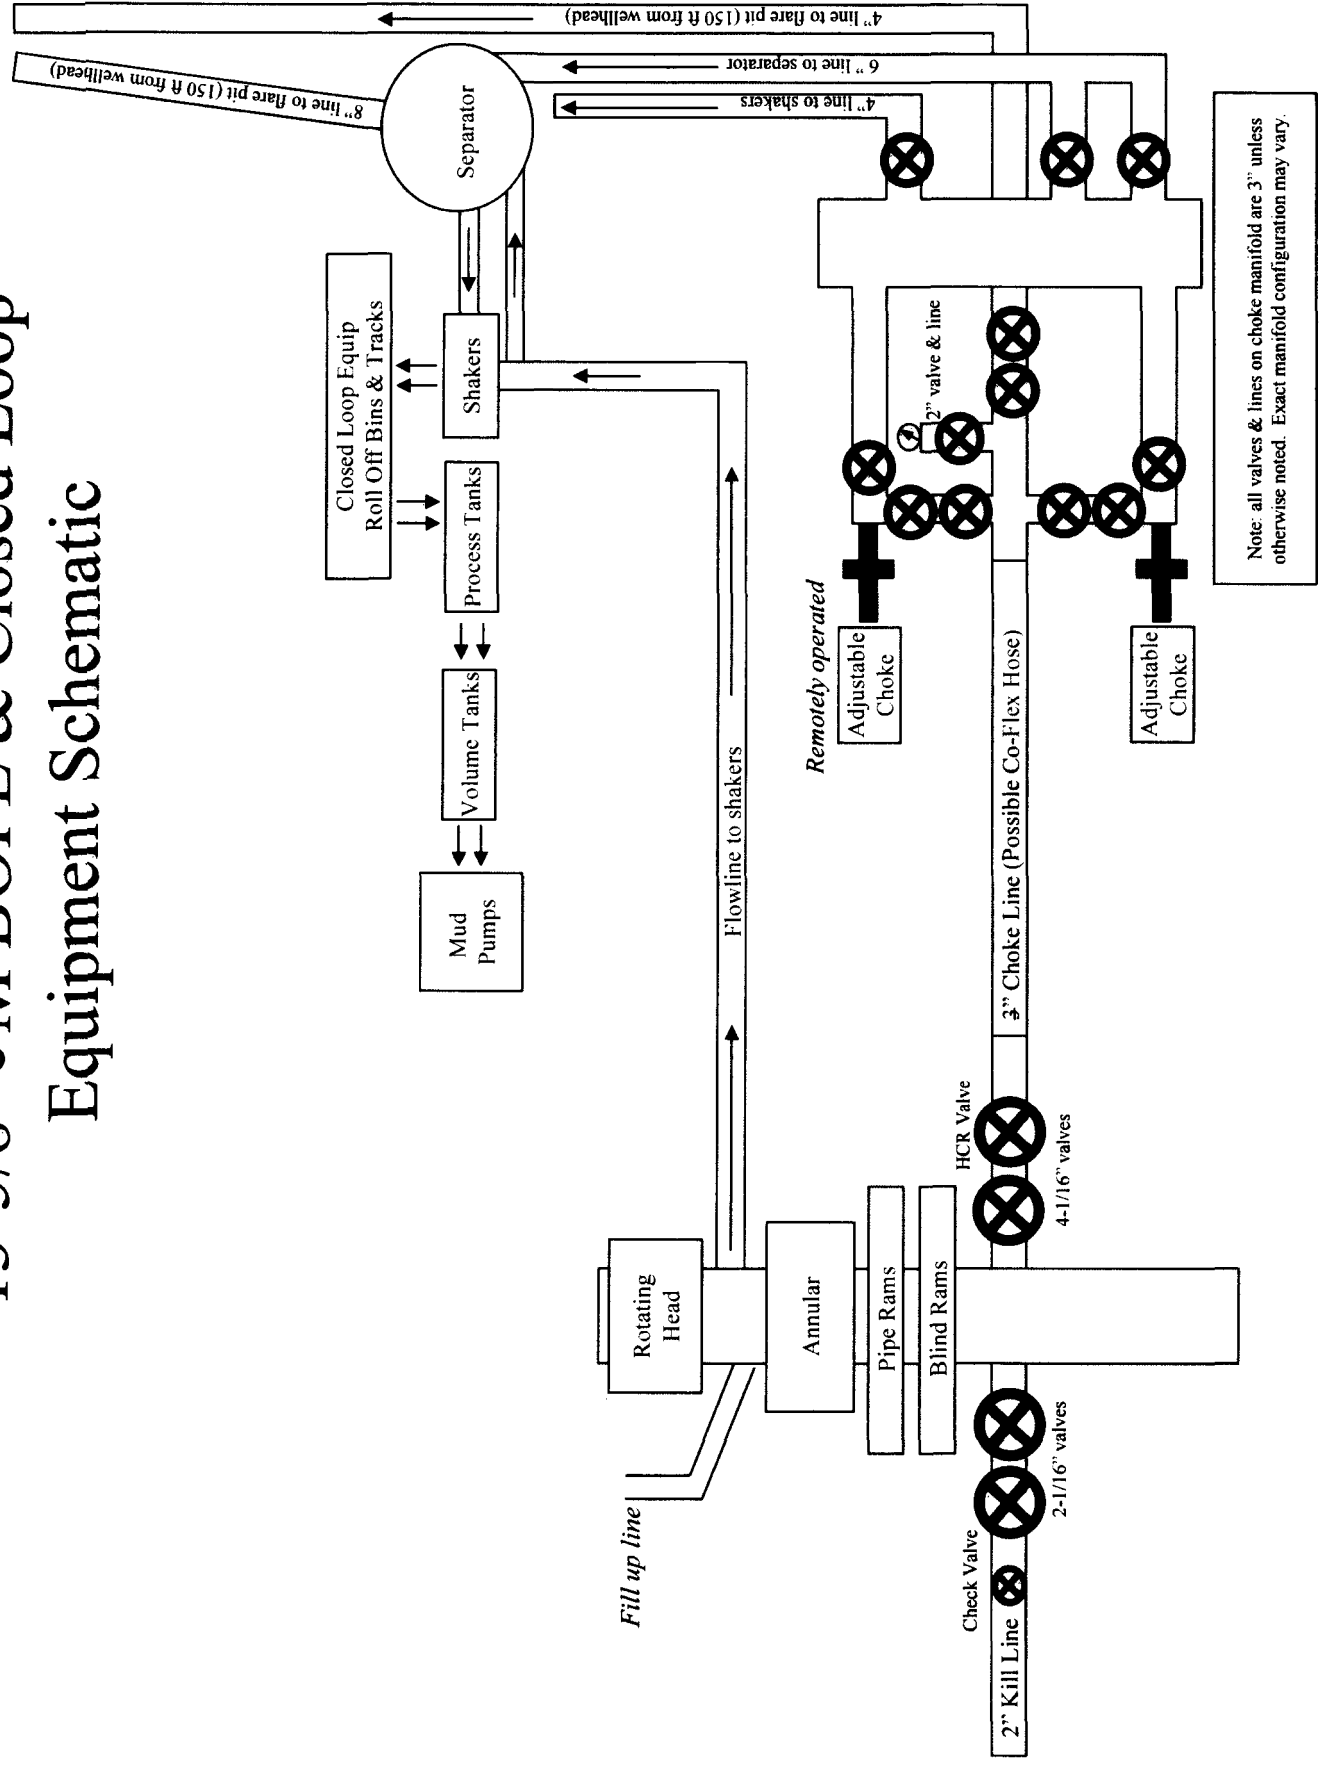 BOPE & Closed Loop
Equipment Schematic
4” line to flare pit (150 ft from wellhead)
8” line to flare pit (150 ft from wellhead)
Closed Loop Equip
Roll Off Bins & Tracks
Mud
Pumps
Volume Tanks
Process Tanks
Shakers
Separator
6” line to separator
4” line to shakers
Fill up line
Rotating
Head
Flowline to shakers
Annular
Pipe Rams
Blind Rams
Remotely operated
Adjustable
Choke
2” valve & line
Check Valve
HCR Valve
2” Kill Line
3” Choke Line (Possible Co-Flex Hose)
2-1/16” valves
4-1/16” valves
Adjustable
Choke
Note: all valves & lines on choke manifold are 3” unless
otherwise noted. Exact manifold configuration may vary.